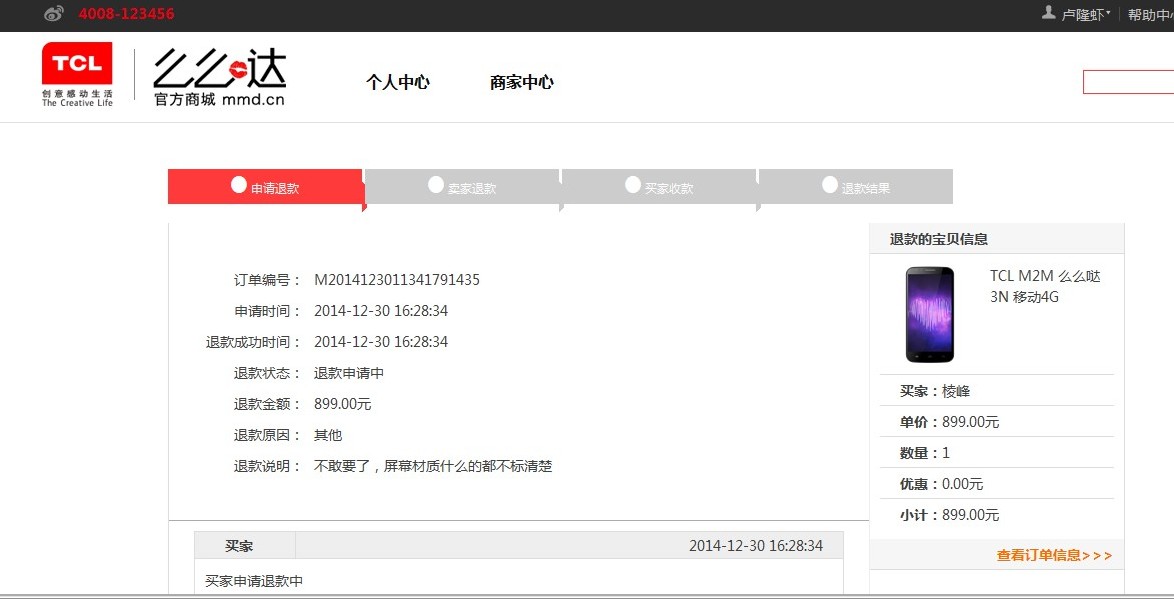 4008-123456
卢隆虾
帮助中
TCL
创意感动生活
The Creative Life
么么哒
官方商城 mmd.cn
个人中心
商家中心
申请退款
卖家退款
买家收款
退款结果
订单编号： M2014123011341791435
申请时间： 2014-12-30 16:28:34
退款成功时间： 2014-12-30 16:28:34
退款状态： 退款申请中
退款金额： 899.00元
退款原因： 其他
退款说明： 不敢要了，屏幕材质什么的都不标清楚
买家
2014-12-30 16:28:34
买家申请退款中
退款的宝贝信息
TCL M2M 么么哒
3N 移动4G
买家：棱峰
单价：899.00元
数量：1
优惠：0.00元
小计：899.00元
查看订单信息>>>